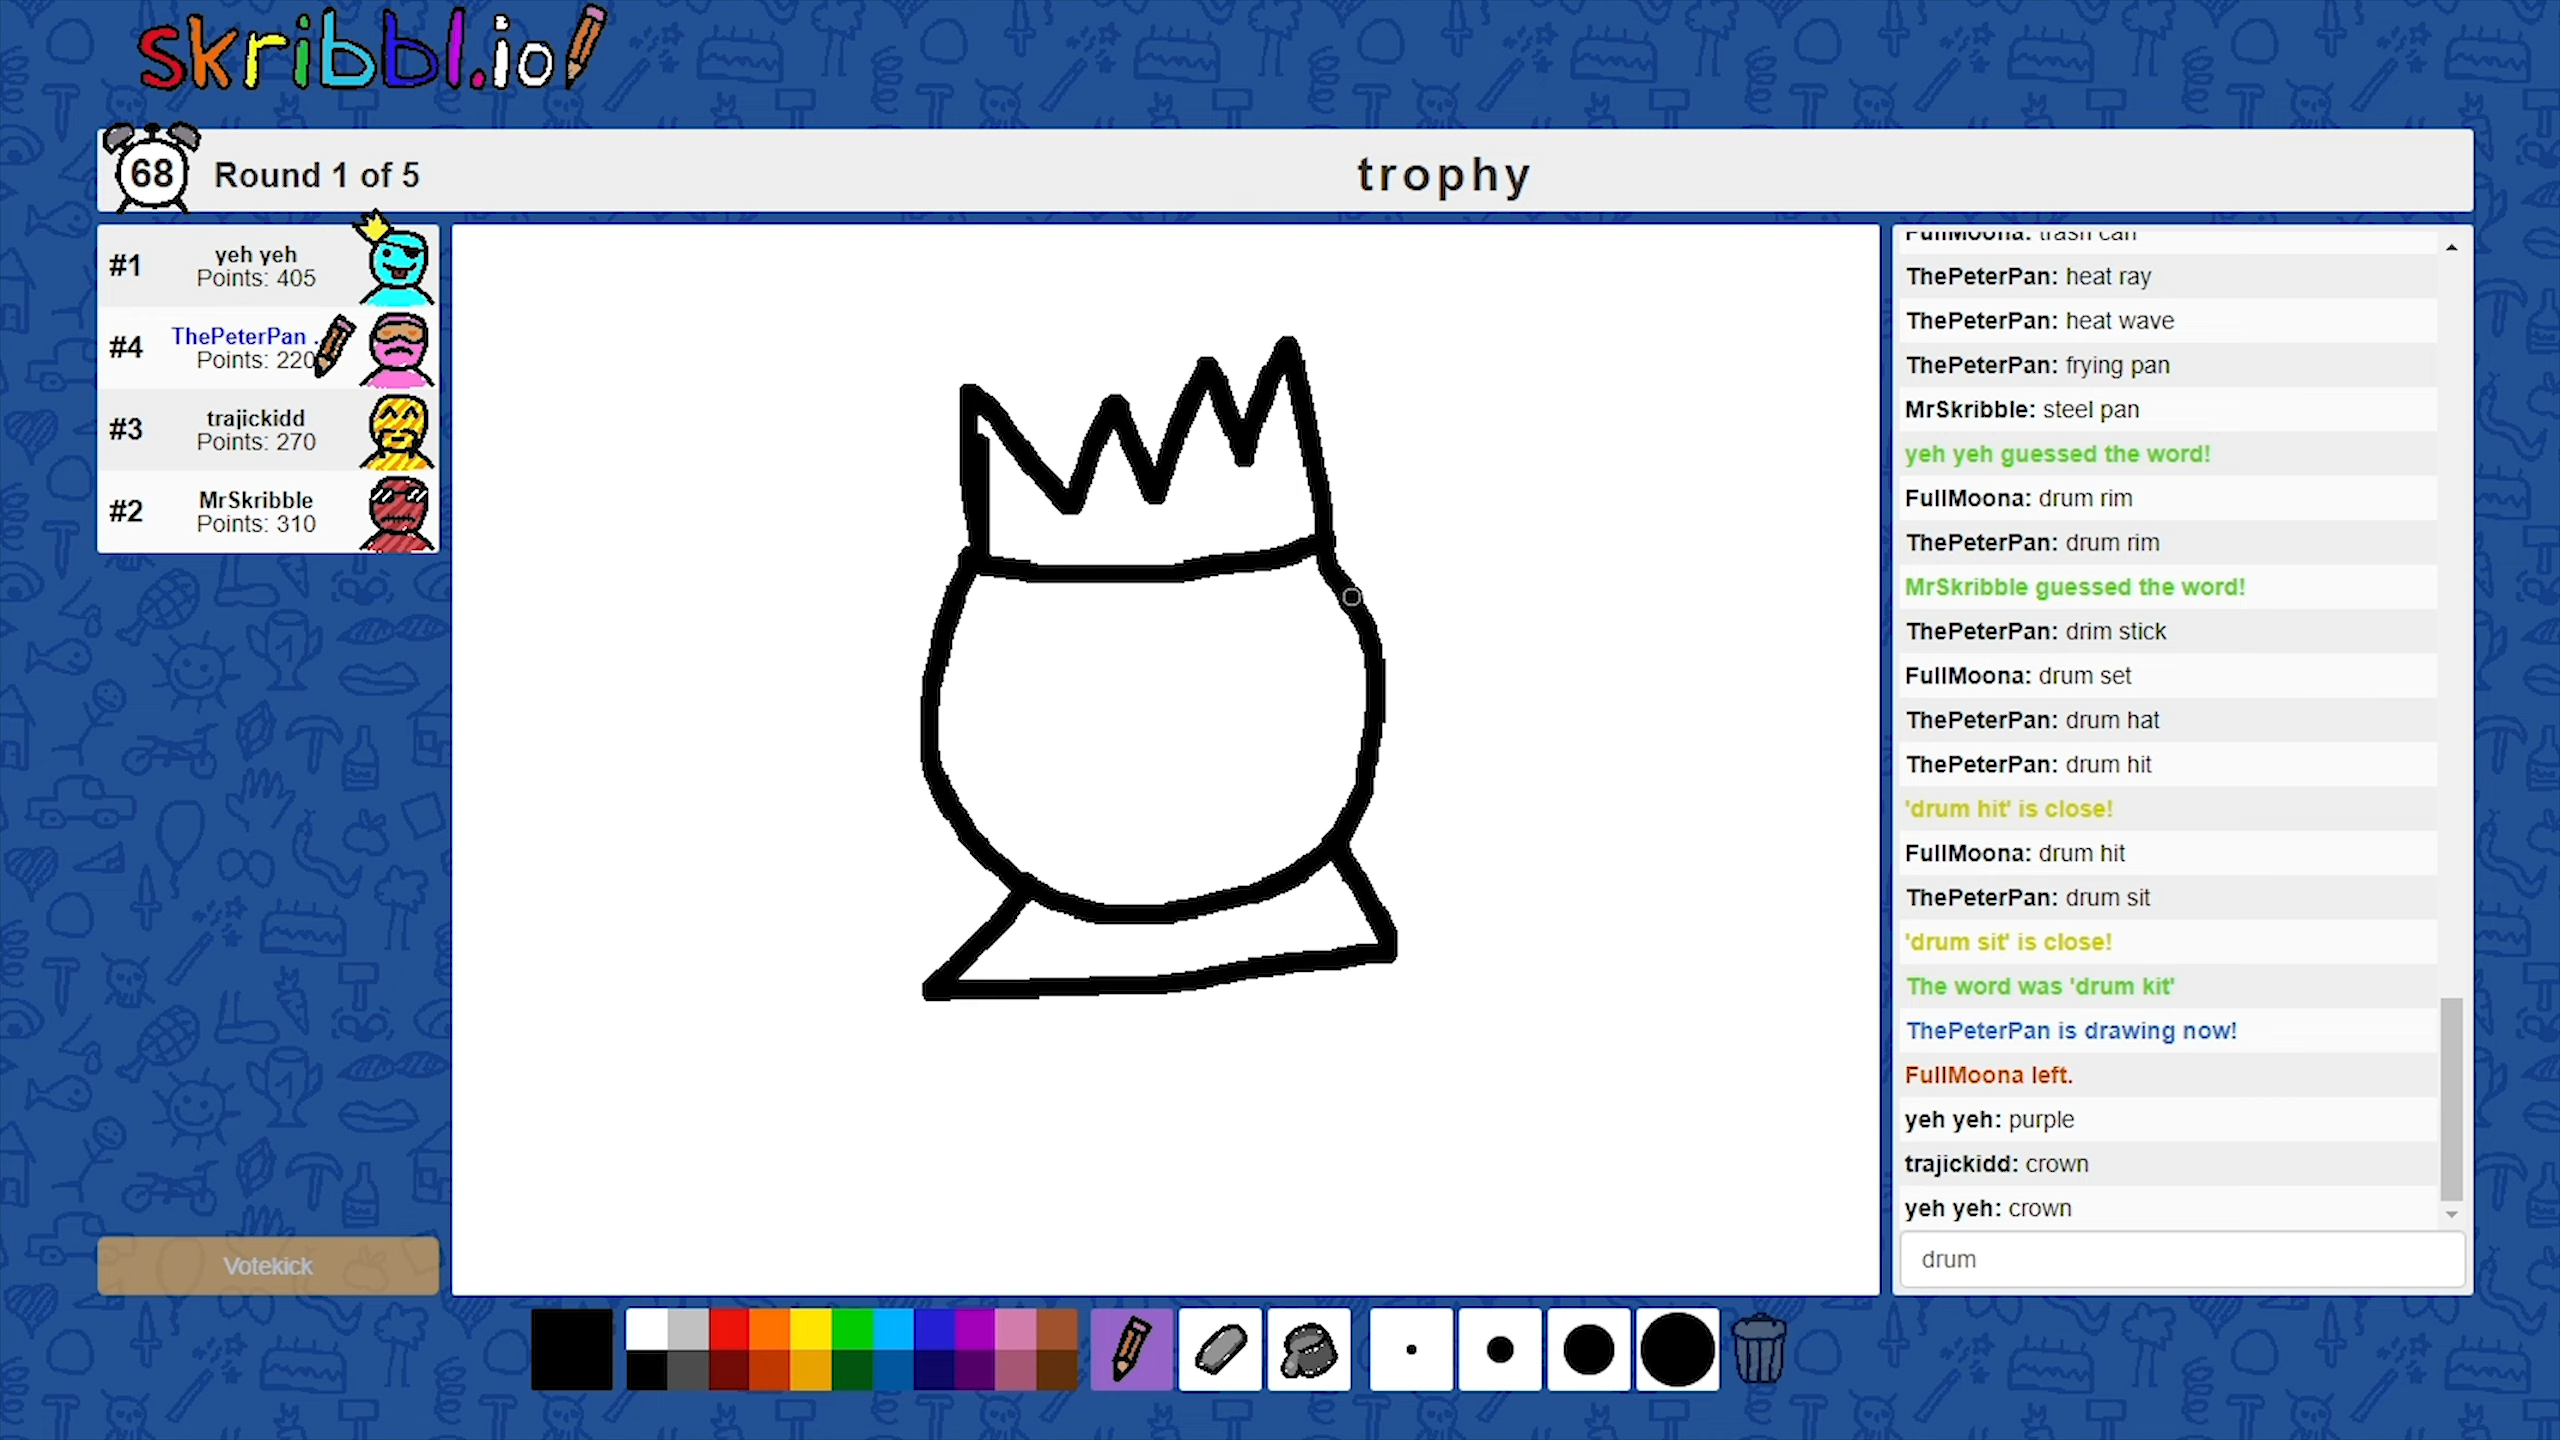 skribbl.io
68 Round 1 of 5
trophy
#1 yeh yeh
Points: 405
#4 ThePeterPan
Points: 220
#3 trajickidd
Points: 270
#2 MrSkribble
Points: 310
Votekick
FullMoona: trash can
ThePeterPan: heat ray
ThePeterPan: heat wave
ThePeterPan: frying pan
MrSkribble: steel pan
yeh yeh guessed the word!
FullMoona: drum rim
ThePeterPan: drum rim
MrSkribble guessed the word!
ThePeterPan: drim stick
FullMoona: drum set
ThePeterPan: drum hat
ThePeterPan: drum hit
'drum hit' is close!
FullMoona: drum hit
ThePeterPan: drum sit
'drum sit' is close!
The word was 'drum kit'
ThePeterPan is drawing now!
FullMoona left.
yeh yeh: purple
trajickidd: crown
yeh yeh: crown
drum